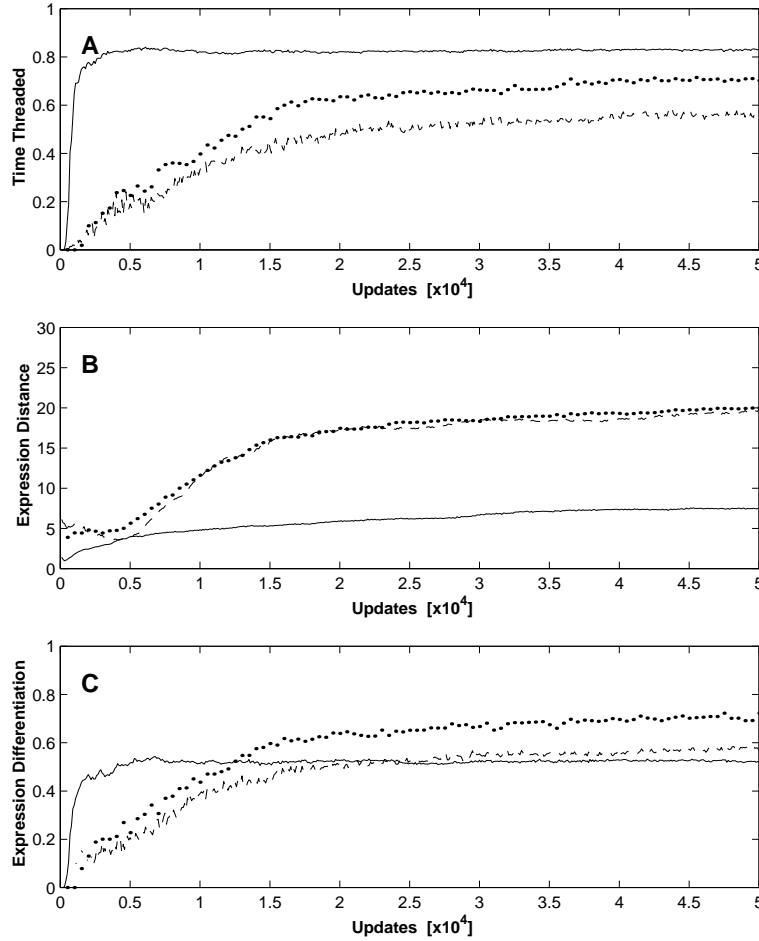 1
0.8
0.6
0.4
0.2
0
A
Time Threaded
0 0.5 1 1.5 2 2.5 3 3.5 4 4.5 5
Updates [x10^4]
30
25
20
15
10
5
0
B
Expression Distance
0 0.5 1 1.5 2 2.5 3 3.5 4 4.5 5
Updates [x10^4]
1
0.8
0.6
0.4
0.2
0
C
Expression Differentiation
0 0.5 1 1.5 2 2.5 3 3.5 4 4.5 5
Updates [x10^4]